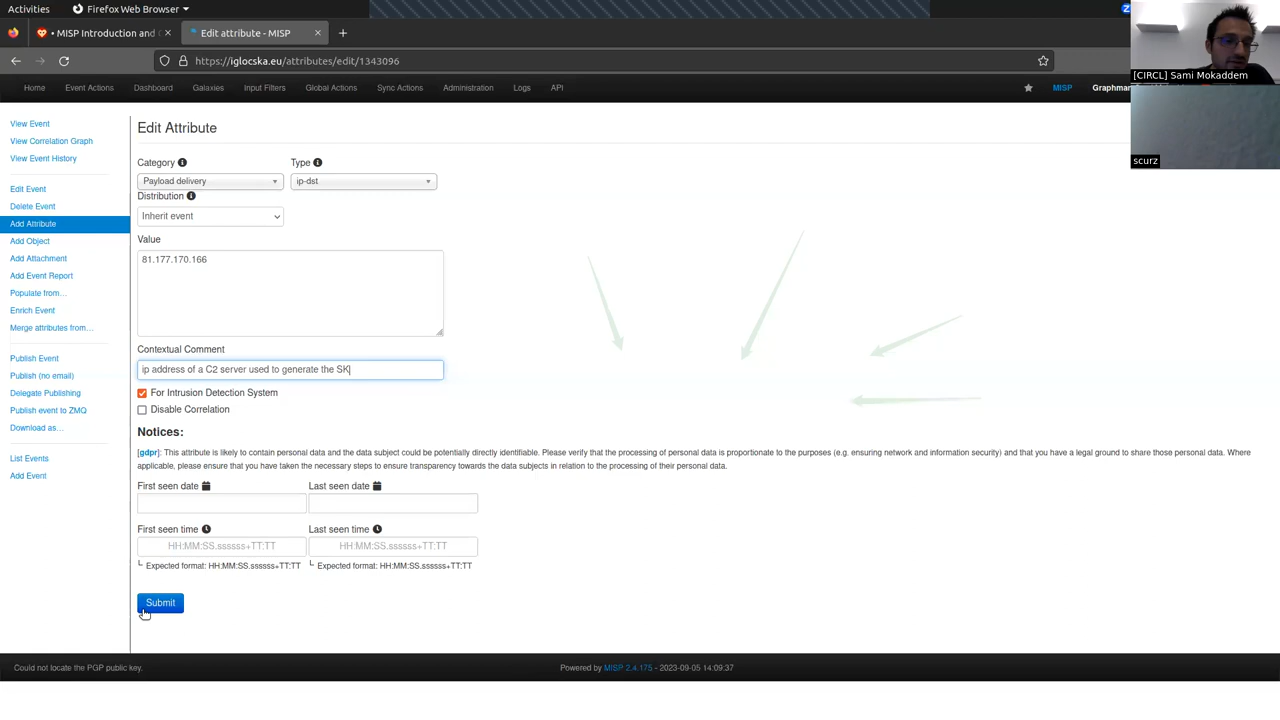 Activities
Firefox Web Browser
• MISP Introduction and
Edit attribute - MISP
https://iglocska.eu/attributes/edit/1343096
[CIRCL] Sami Mokaddem
scurz
Home
Event Actions
Dashboard
Galaxies
Input Filters
Global Actions
Sync Actions
Administration
Logs
API
MISP
View Event
View Correlation Graph
View Event History
Edit Event
Delete Event
Add Attribute
Add Object
Add Attachment
Add Event Report
Populate from...
Enrich Event
Merge attributes from...
Publish Event
Publish (no email)
Delegate Publishing
Publish event to ZMQ
Download as...
List Events
Add Event
Edit Attribute
Category Type
Payload delivery ip-dst
Distribution
Inherit event
Value
81.177.170.166
Contextual Comment
ip address of a C2 server used to generate the SK
For Intrusion Detection System
Disable Correlation
Notices:
[gdpr]: This attribute is likely to contain personal data and the data subject could be potentially directly identifiable. Please verify that the processing of personal data is proportionate to the purposes (e.g. ensuring network and information security) and that you have a legal ground to share those personal data. Where
applicable, please ensure that you have taken the necessary steps to ensure transparency towards the data subjects in relation to the processing of their personal data.
First seen date Last seen date
First seen time Last seen time
HH:MM:SS.ssssss+TT:TT HH:MM:SS.ssssss+TT:TT
Expected format: HH:MM:SS.ssssss+TT:TT Expected format: HH:MM:SS.ssssss+TT:TT
Submit
Could not locate the PGP public key.
Powered by MISP 2.4.175 - 2023-09-05 14:09:37